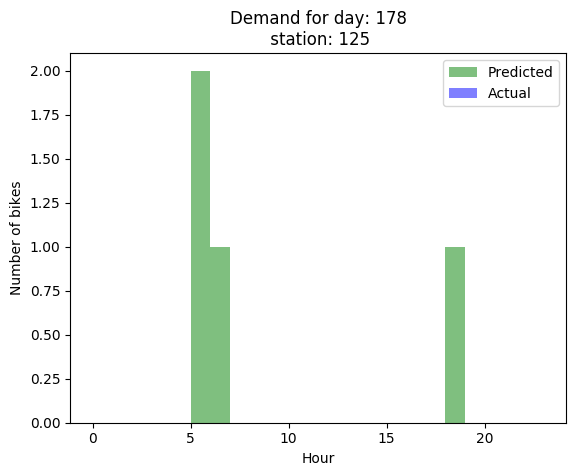 Demand for day: 178
station: 125
Predicted
Actual
Number of bikes
2.00
1.75
1.50
1.25
1.00
0.75
0.50
0.25
0.00
0 5 10 15 20
Hour